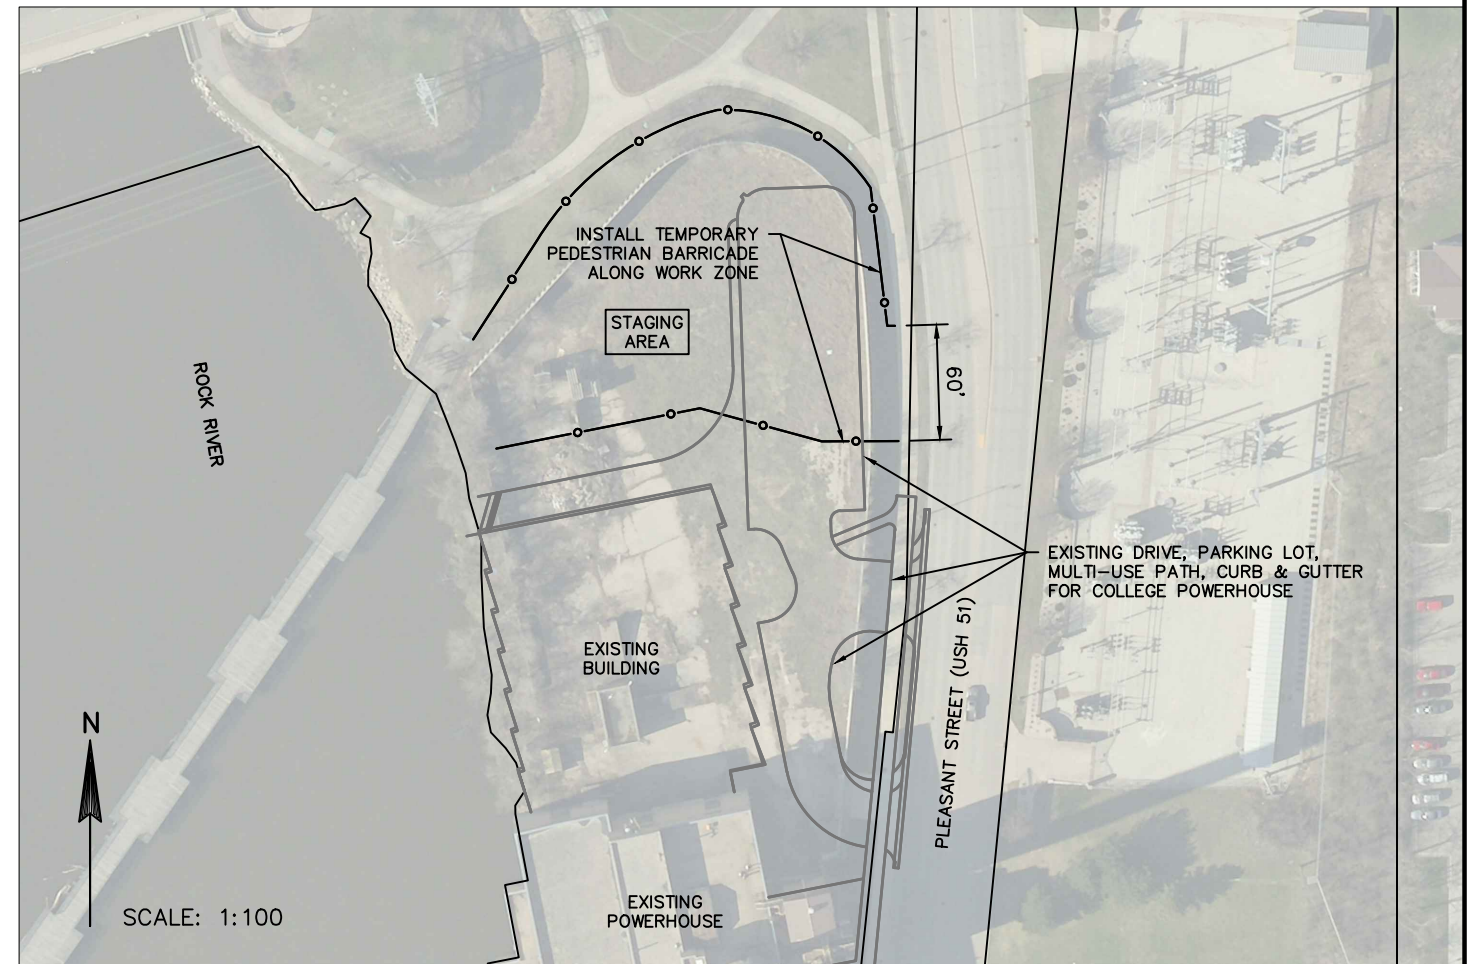 INSTALL TEMPORARY
PEDESTRIAN BARRICADE
ALONG WORK ZONE
STAGING
AREA
60'
ROCK RIVER
EXISTING DRIVE, PARKING LOT,
MULTI-USE PATH, CURB & GUTTER
FOR COLLEGE POWERHOUSE
EXISTING
BUILDING
PLEASANT STREET (USH 51)
N
EXISTING
POWERHOUSE
SCALE: 1:100